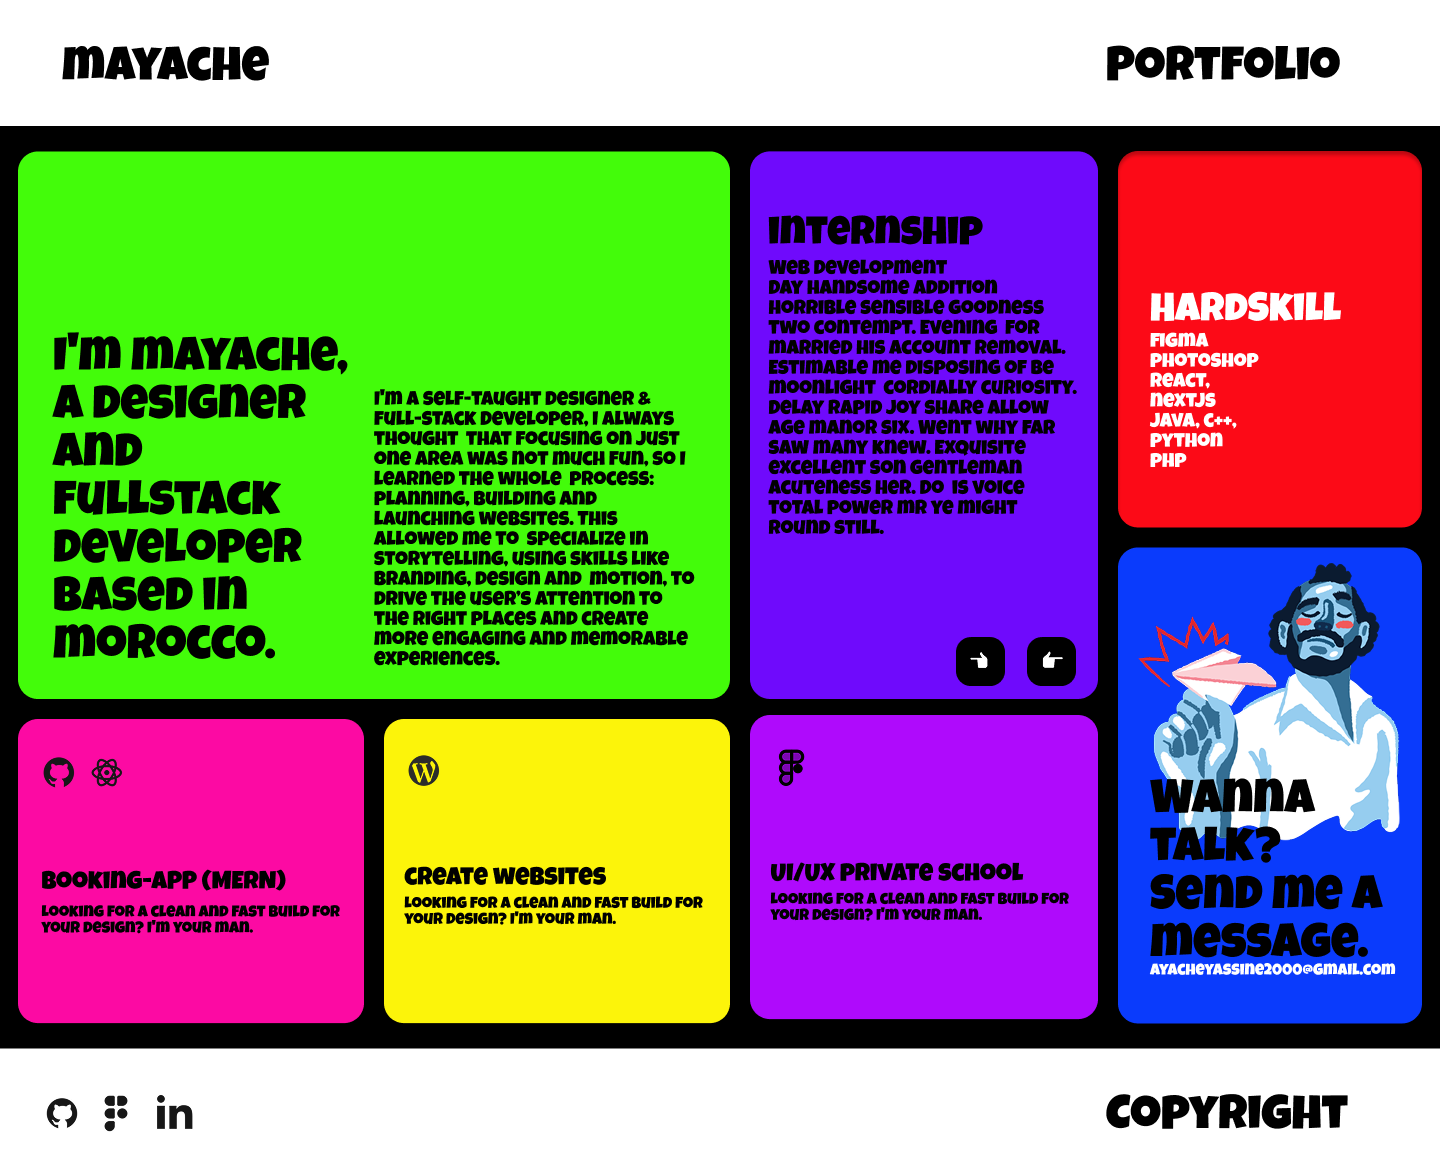 mayache
Portfolio
I'm mayache,
a designer
and
fullstack
developer
based in
morocco.
I'm a self-taught designer &
full-stack developer, I always
thought that focusing on just
one area was not much fun, so I
learned the whole process:
planning, building and
launching websites. This
allowed me to specialize in
storytelling, using skills like
branding, design and motion, to
drive the user's attention to
the right places and create
more engaging and memorable
experiences.
Internship
Web development
Day handsome addition
horrible sensible goodness
two contempt. Evening for
married his account removal.
Estimable me disposing of be
moonlight cordially curiosity.
Delay rapid joy share allow
age manor six. Went why far
saw many knew. Exquisite
excellent son gentleman
acuteness her. Do is voice
total power mr ye might
round still.
Hardskill
Figma
Photoshop
React,
nextJs
Java, C++,
Python
PHP
Booking-app (MERN)
Looking for a clean and fast build for
your design? I'm your man.
Create websites
Looking for a clean and fast build for
your design? I'm your man.
UI/UX Private School
Looking for a clean and fast build for
your design? I'm your man.
Wanna
talk?
Send me a
message.
ayacheyassine2000@gmail.com
in
Copyright